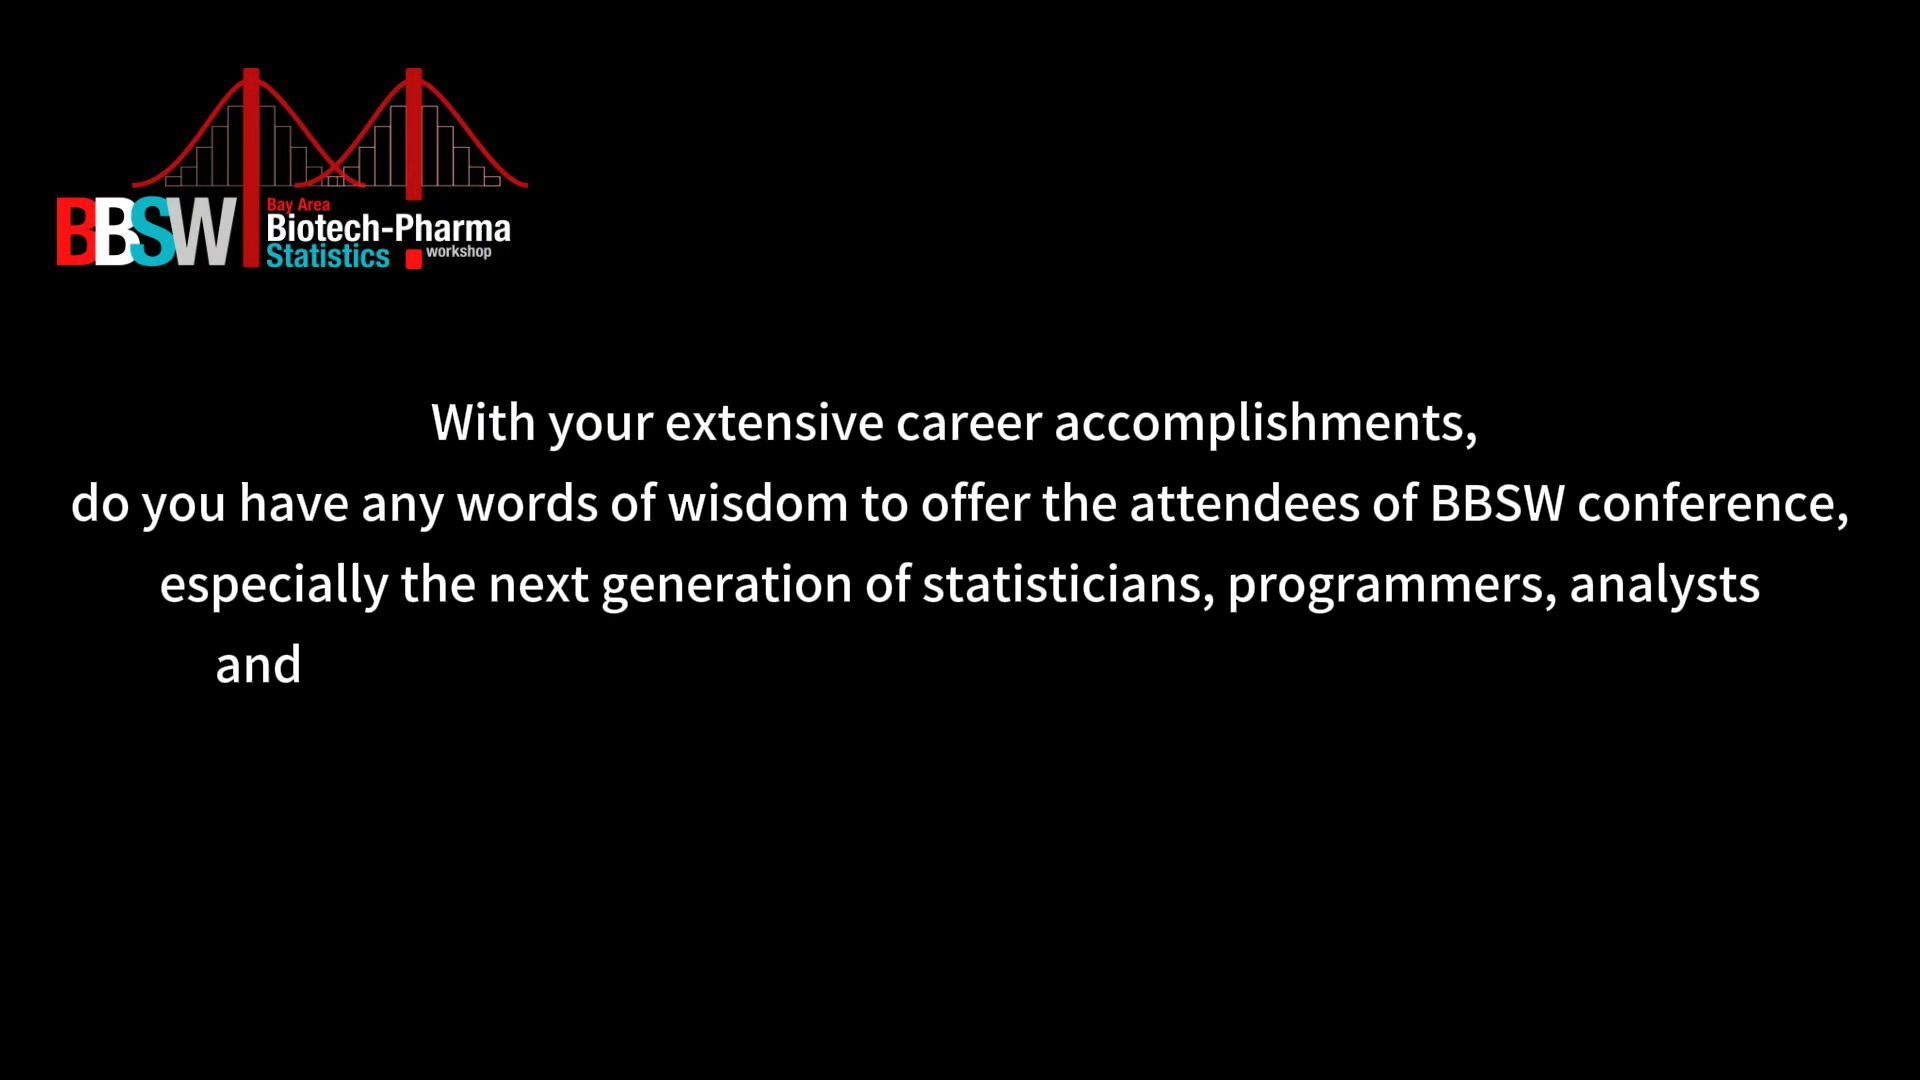 BBSW
Bay Area
Biotech-Pharma
Statistics
workshop
With your extensive career accomplishments,
do you have any words of wisdom to offer the attendees of BBSW conference,
especially the next generation of statisticians, programmers, analysts
and